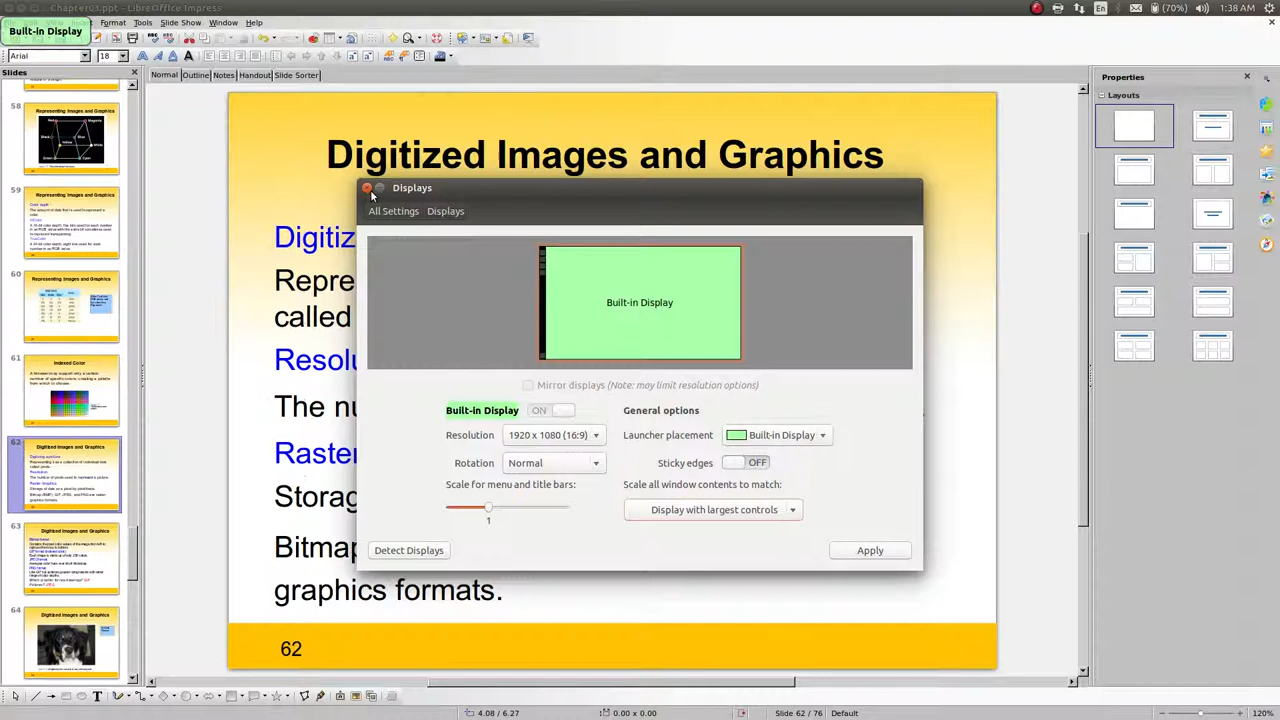 Chapter03.ppt - LibreOffice Impress
En
(70%)
1:38 AM
Format Tools Slide Show Window Help
Built-in Display
Arial
18
Slides
Normal Outline Notes Handout Slide Sorter
Properties
Layouts
58
Representing Images and Graphics
59
Representing Images and Graphics
60
Representing Images and Graphics
61
Indexed Color
62
Digitized Images and Graphics
63
Digitized Images and Graphics
64
Digitized Images and Graphics
Digitized Images and Graphics
Digitiz
Repre
called
Resolu
The nu
Raster
Storag
Bitmap
graphics formats.
62
Displays
All Settings Displays
Built-in Display
Mirror displays (Note: may limit resolution options)
Built-in Display ON
General options
Resolution 1920 x 1080 (16:9)
Launcher placement Built-in Display
Rotation Normal
Sticky edges OFF
Scale for menu and title bars:
Scale all window contents to match:
Display with largest controls
Detect Displays
Apply
4.08 / 6.27
0.00 x 0.00
Slide 62 / 76
Default
120%